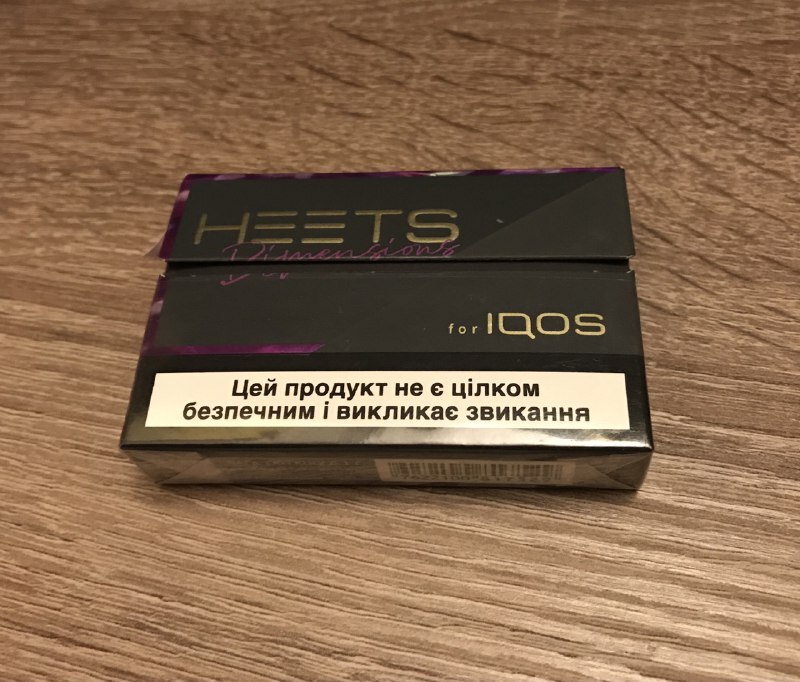 HEETS
Dimensions
for IQOS
Цей продукт не є цілком
безпечним і викликає звикання